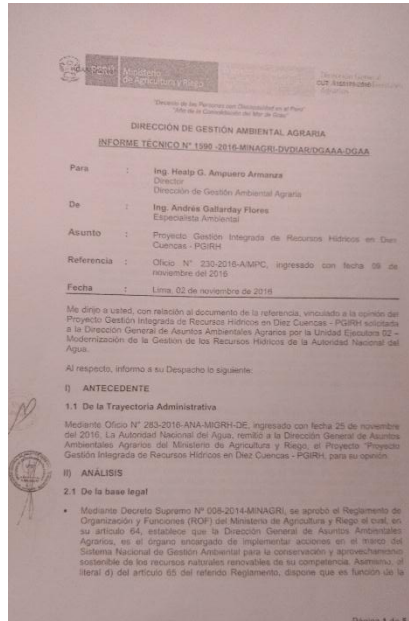 Ministerio
de Agricultura y Riego
"Decenio de las Personas con Discapacidad en el Perú"
"Año de la Consolidación del Mar de Grau"
DIRECCIÓN DE GESTIÓN AMBIENTAL AGRARIA
INFORME TÉCNICO N° 1590 -2016-MINAGRI-DVDIAR/DGAAA-DGAA
Para : Ing. Healp G. Ampuero Armanza
Director
Dirección de Gestión Ambiental Agraria
De : Ing. Andrés Gallarday Flores
Especialista Ambiental
Asunto : Proyecto Gestión Integrada de Recursos Hídricos en Diez
Cuencas - PGIRH
Referencia : Oficio N° 230-2016-A/MPC, ingresado con fecha 09 de
noviembre del 2016
Fecha : Lima, 02 de noviembre de 2016
Me dirijo a usted, con relación al documento de la referencia, vinculado a la opinión del
Proyecto Gestión Integrada de Recursos Hídricos en Diez Cuencas - PGIRH solicitada
a la Dirección General de Asuntos Ambientales Agrarios por la Unidad Ejecutora 02 –
Modernización de la Gestión de los Recursos Hídricos de la Autoridad Nacional del
Agua.
Al respecto, informo a su Despacho lo siguiente:
I) ANTECEDENTE
1.1 De la Trayectoria Administrativa
Mediante Oficio N° 283-2016-ANA-MIGRH-DE, ingresado con fecha 25 de noviembre
del 2016, La Autoridad Nacional del Agua, remitió a la Dirección General de Asuntos
Ambientales Agrarios del Ministerio de Agricultura y Riego, el Proyecto "Proyecto
Gestión Integrada de Recursos Hídricos en Diez Cuencas - PGIRH, para su opinión.
II) ANÁLISIS
2.1 De la base legal
• Mediante Decreto Supremo N° 008-2014-MINAGRI, se aprobó el Reglamento de
Organización y Funciones (ROF) del Ministerio de Agricultura y Riego el cual, en
su artículo 64, establece que la Dirección General de Asuntos Ambientales
Agrarios, es el órgano encargado de implementar acciones en el marco del
Sistema Nacional de Gestión Ambiental para la conservación y aprovechamiento
sostenible de los recursos naturales renovables de su competencia. Asimismo, el
literal d) del artículo 65 del referido Reglamento, dispone que es función de la